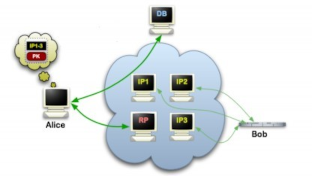 DB
IP1-3
PK
IP1
IP2
Alice
RP
IP3
Bob